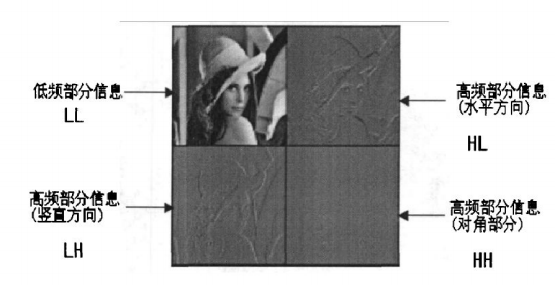 低频部分信息
LL
高频部分信息
(水平方向)
HL
高频部分信息
(竖直方向)
LH
高频部分信息
(对角部分)
HH